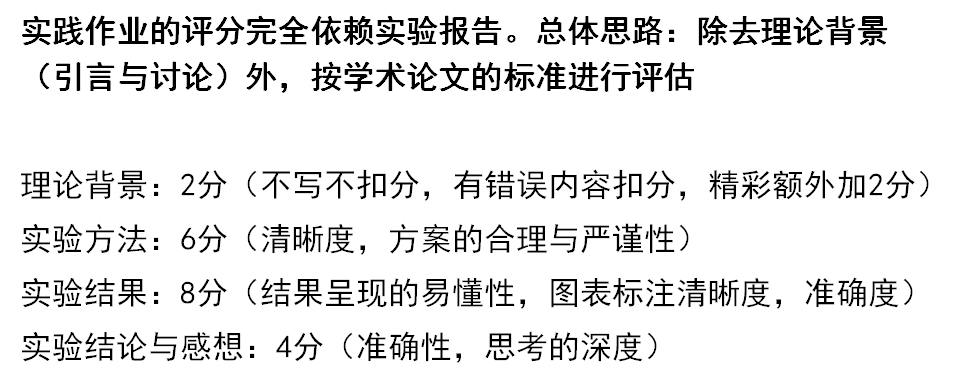 实践作业的评分完全依赖实验报告。总体思路：除去理论背景
（引言与讨论）外，按学术论文的标准进行评估
理论背景：2分（不写不扣分，有错误内容扣分，精彩额外加2分）
实验方法：6分（清晰度，方案的合理与严谨性）
实验结果：8分（结果呈现的易懂性，图表标注清晰度，准确度）
实验结论与感想：4分（准确性，思考的深度）